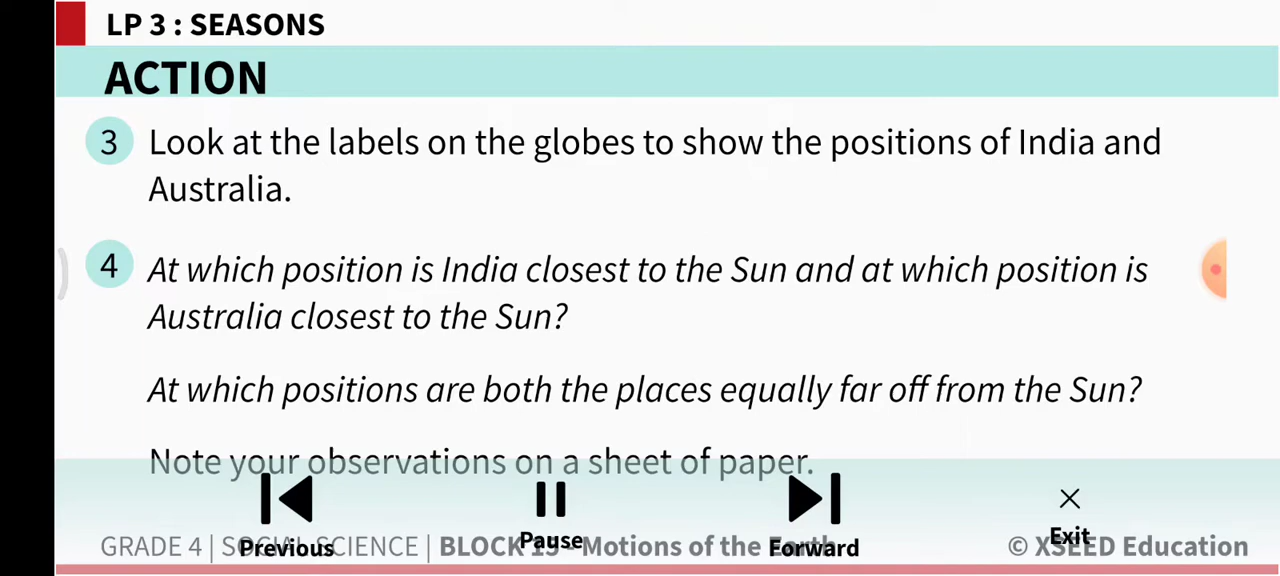 LP 3 : SEASONS
ACTION
3 Look at the labels on the globes to show the positions of India and
Australia.
4 At which position is India closest to the Sun and at which position is
Australia closest to the Sun?
At which positions are both the places equally far off from the Sun?
Note your observations on a sheet of paper.
GRADE 4 | SOCIAL SCIENCE | BLOCK 13 - Motions of the Earth © XSEED Education
Previous Pause Forward Exit